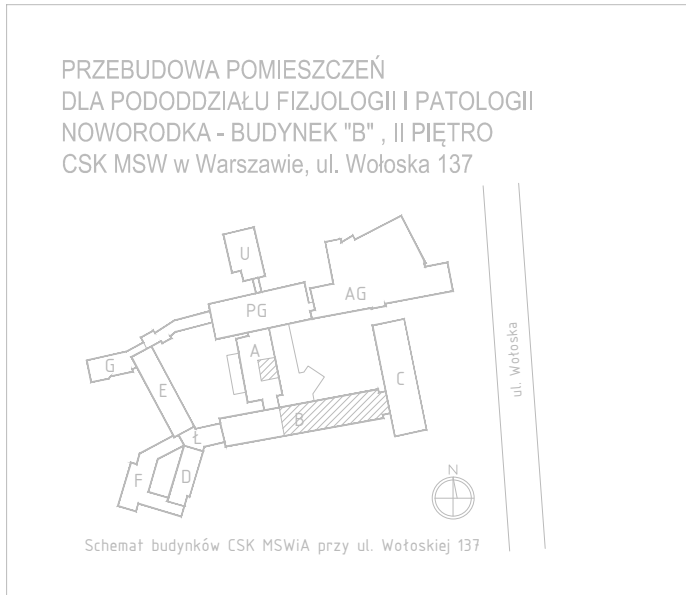 PRZEBUDOWA POMIESZCZEŃ
DLA PODODDZIAŁU FIZJOLOGII I PATOLOGII
NOWORODKA - BUDYNEK "B" , II PIĘTRO
CSK MSW w Warszawie, ul. Wołoska 137
U
AG
PG
A
G
E
C
ul. Wołoska
B
Ł
F
D
N
Schemat budynków CSK MSWiA przy ul. Wołoskiej 137